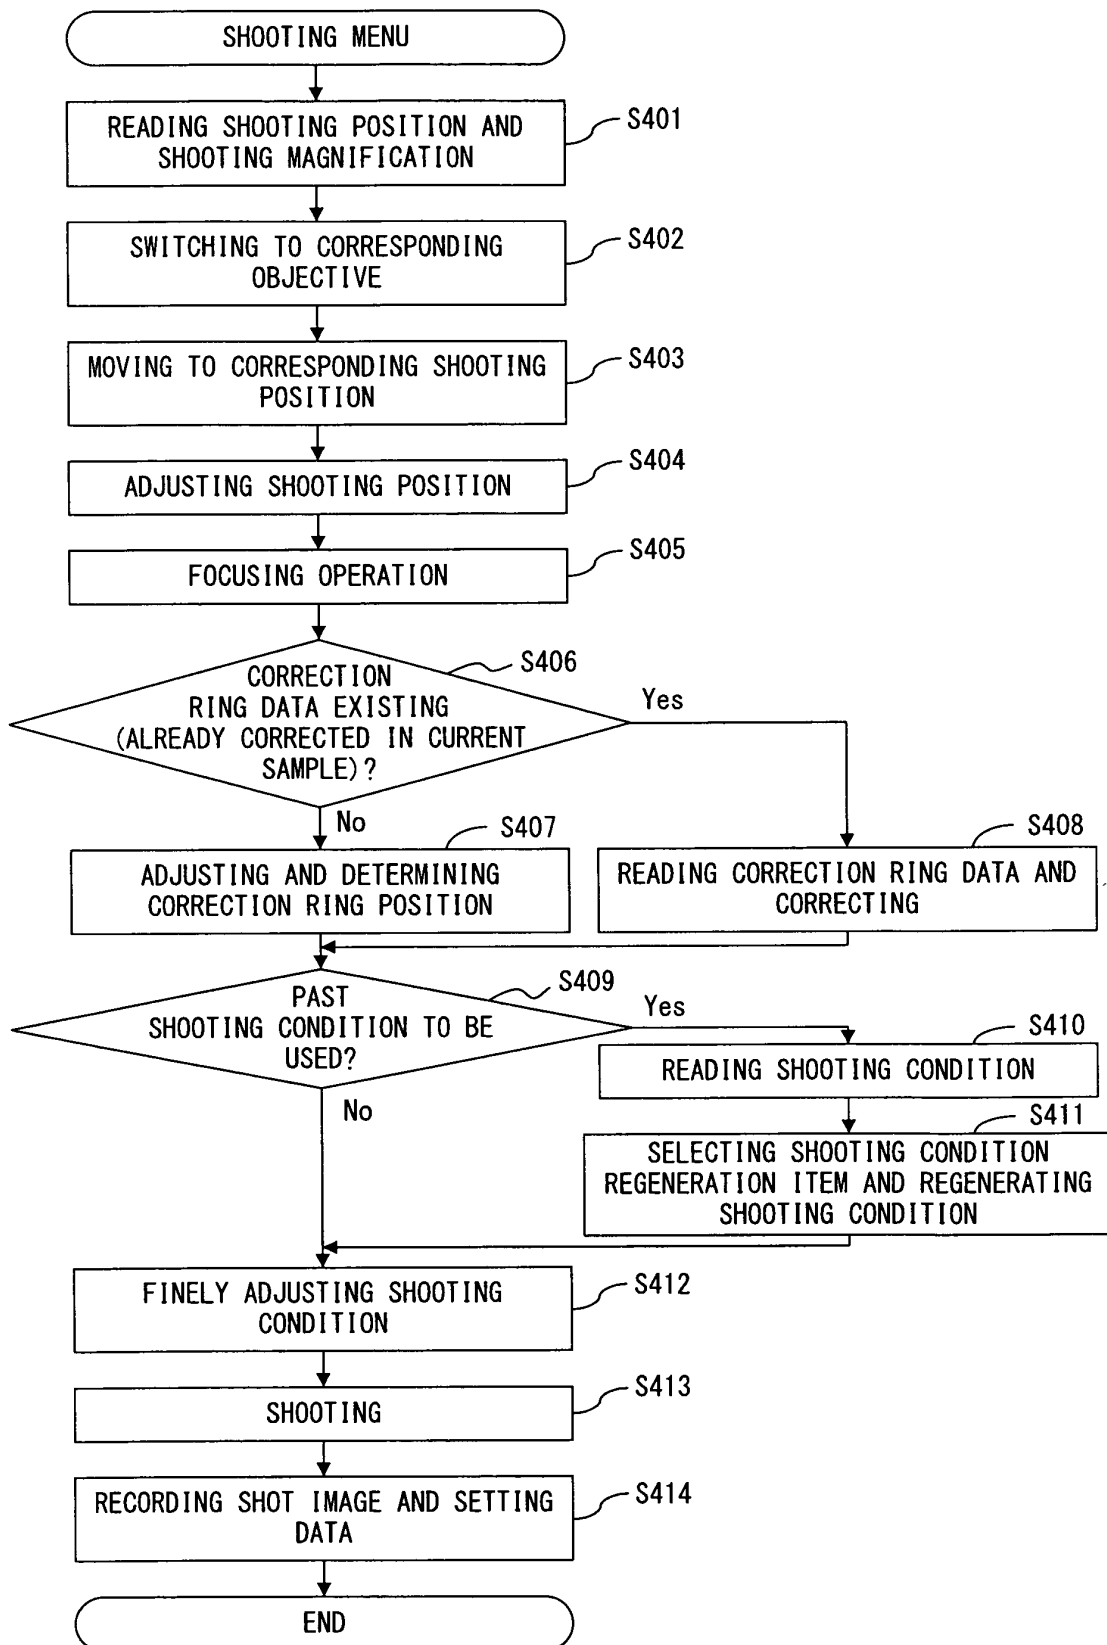 SHOOTING MENU
READING SHOOTING POSITION AND
SHOOTING MAGNIFICATION
S401
SWITCHING TO CORRESPONDING
OBJECTIVE
S402
MOVING TO CORRESPONDING SHOOTING
POSITION
S403
ADJUSTING SHOOTING POSITION
S404
FOCUSING OPERATION
S405
CORRECTION
RING DATA EXISTING
(ALREADY CORRECTED IN CURRENT
SAMPLE)?
S406
Yes
No
S407
ADJUSTING AND DETERMINING
CORRECTION RING POSITION
S408
READING CORRECTION RING DATA AND
CORRECTING
PAST
SHOOTING CONDITION TO BE
USED?
S409
Yes
No
S410
READING SHOOTING CONDITION
S411
SELECTING SHOOTING CONDITION
REGENERATION ITEM AND REGENERATING
SHOOTING CONDITION
FINELY ADJUSTING SHOOTING
CONDITION
S412
SHOOTING
S413
RECORDING SHOT IMAGE AND SETTING
DATA
S414
END